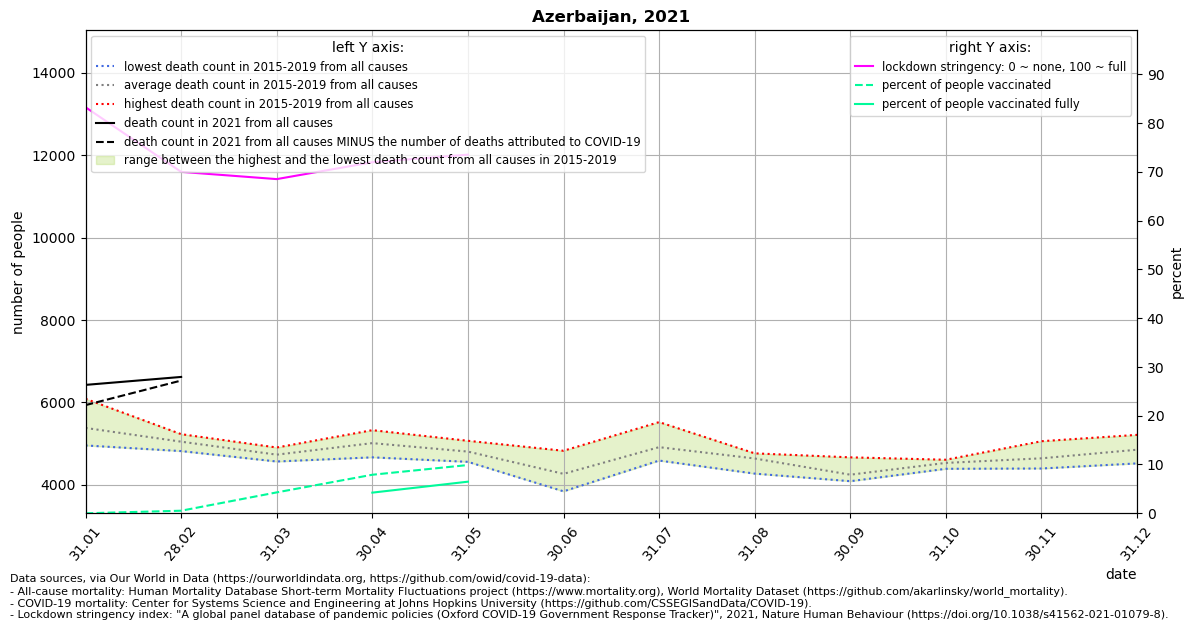 Azerbaijan, 2021
left Y axis:
lowest death count in 2015-2019 from all causes
average death count in 2015-2019 from all causes
highest death count in 2015-2019 from all causes
death count in 2021 from all causes
death count in 2021 from all causes MINUS the number of deaths attributed to COVID-19
range between the highest and the lowest death count from all causes in 2015-2019
right Y axis:
lockdown stringency: 0 ~ none, 100 ~ full
percent of people vaccinated
percent of people vaccinated fully
number of people
14000
12000
10000
8000
6000
4000
percent
90
80
70
60
50
40
30
20
10
0
31.01
28.02
31.03
30.04
31.05
30.06
31.07
31.08
30.09
31.10
30.11
31.12
date
Data sources, via Our World in Data (https://ourworldindata.org, https://github.com/owid/covid-19-data):
- All-cause mortality: Human Mortality Database Short-term Mortality Fluctuations project (https://www.mortality.org), World Mortality Dataset (https://github.com/akarlinsky/world_mortality).
- COVID-19 mortality: Center for Systems Science and Engineering at Johns Hopkins University (https://github.com/CSSEGISandData/COVID-19).
- Lockdown stringency index: "A global panel database of pandemic policies (Oxford COVID-19 Government Response Tracker)", 2021, Nature Human Behaviour (https://doi.org/10.1038/s41562-021-01079-8).